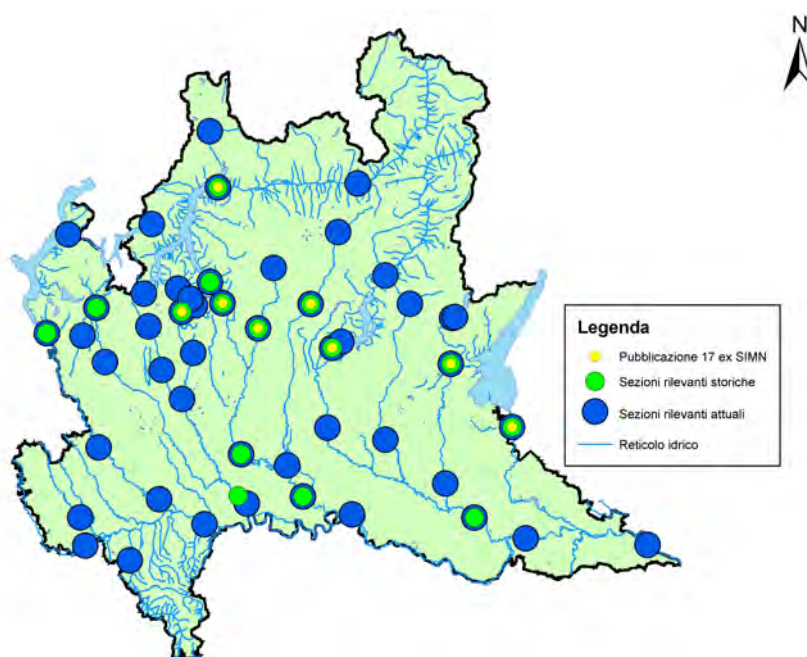 N
Legenda
Pubblicazione 17 ex SIMN
Sezioni rilevanti storiche
Sezioni rilevanti attuali
Reticolo idrico